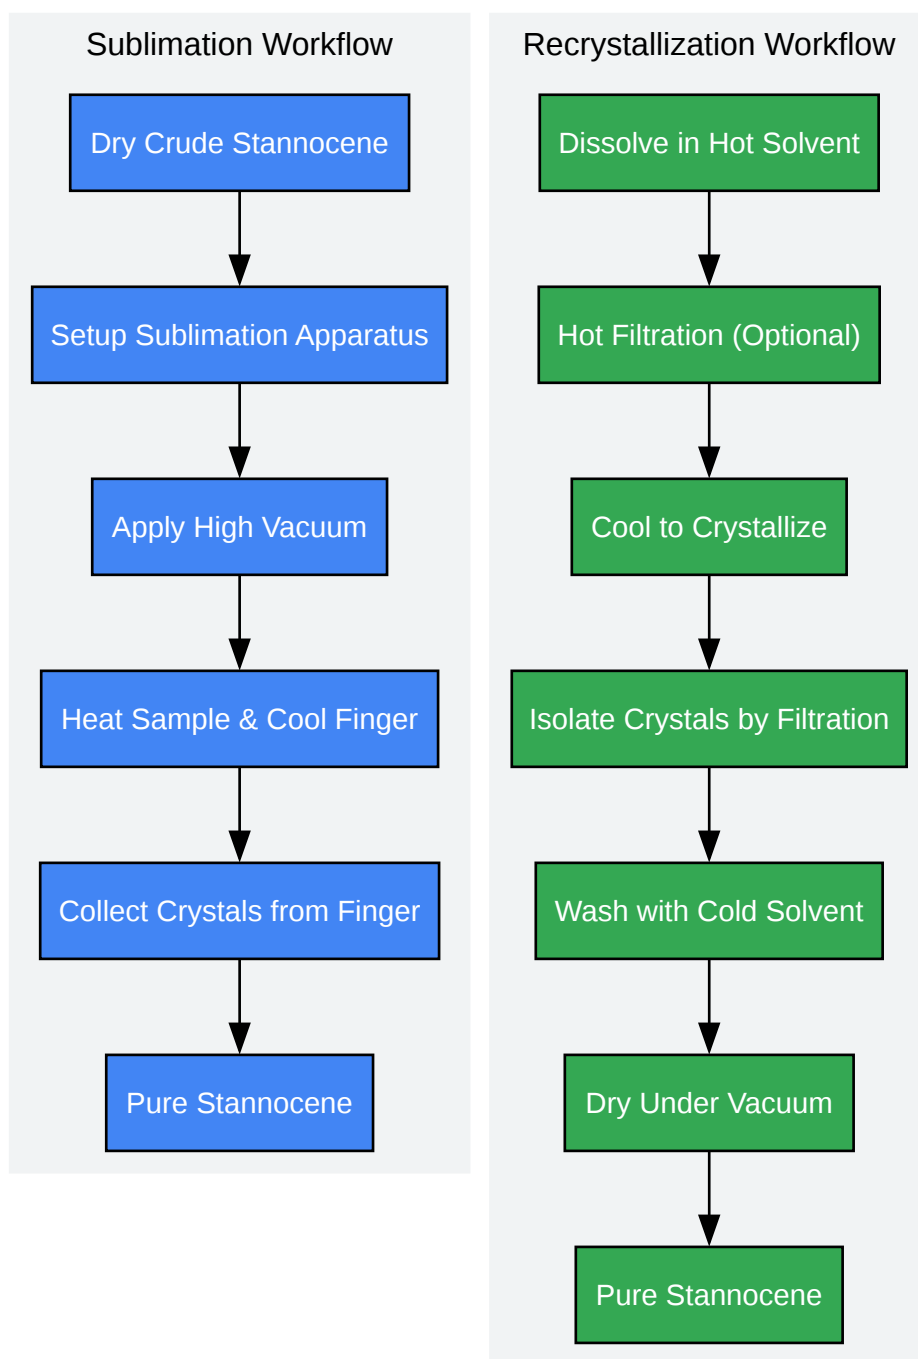 Sublimation Workflow
Dry Crude Stannocene
Setup Sublimation Apparatus
Apply High Vacuum
Heat Sample & Cool Finger
Collect Crystals from Finger
Pure Stannocene
Recrystallization Workflow
Dissolve in Hot Solvent
Hot Filtration (Optional)
Cool to Crystallize
Isolate Crystals by Filtration
Wash with Cold Solvent
Dry Under Vacuum
Pure Stannocene